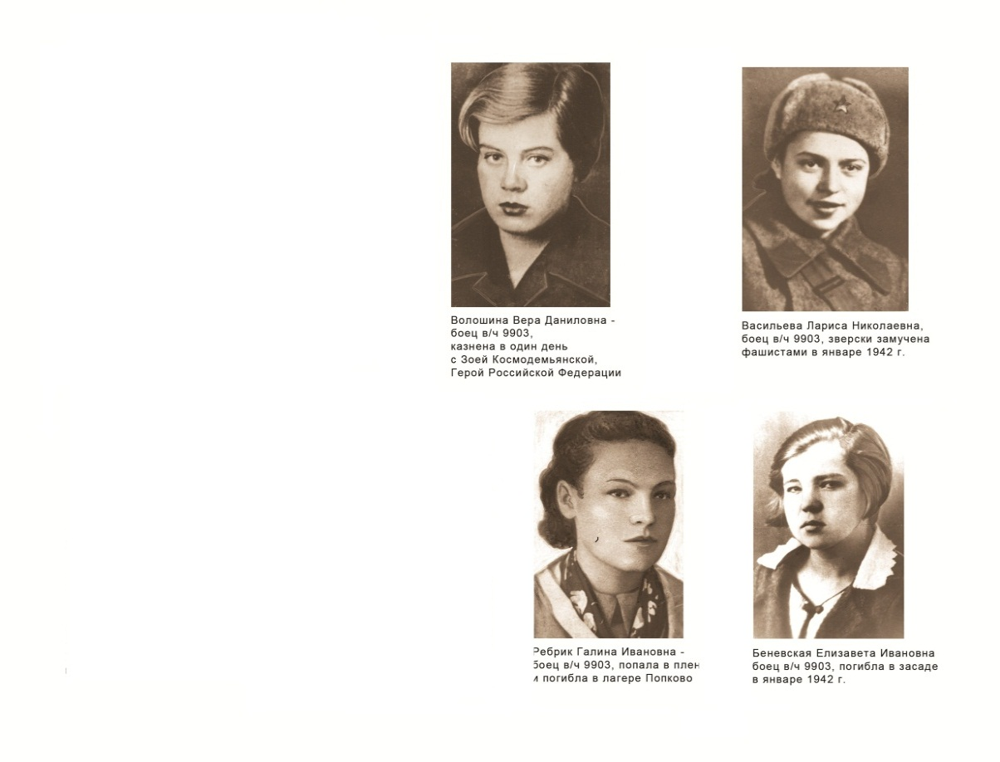 Волошина Вера Даниловна -
боец в/ч 9903,
казнена в один день
с Зоей Космодемьянской,
Герой Российской Федерации
Васильева Лариса Николаевна,
боец в/ч 9903, зверски замучена
фашистами в январе 1942 г.
Ребрик Галина Ивановна -
боец в/ч 9903, попала в плен
и погибла в лагере Попково
Беневская Елизавета Ивановна
боец в/ч 9903, погибла в засаде
в январе 1942 г.